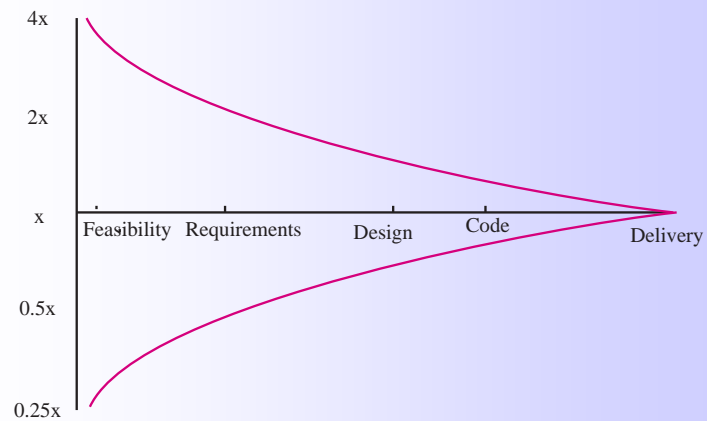 4x
2x
x
Feasibility Requirements Design Code Delivery
0.5x
0.25x